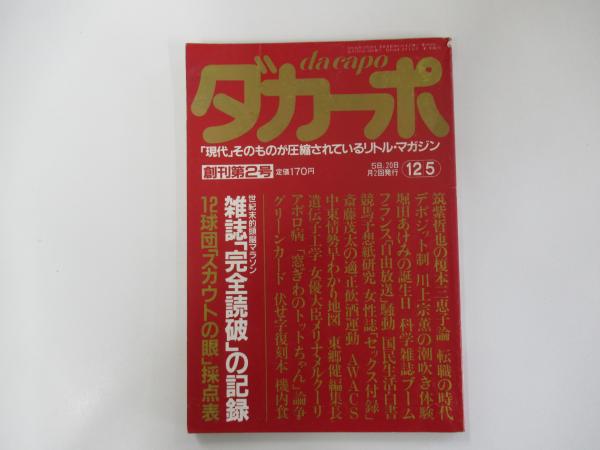 da capo
ダカーポ
「現代」そのものが圧縮されているリトル・マガジン
創刊第2号 定価170円
5日、20日
月2回発行
12/5
筑紫哲也の榎本三恵子論 転職の時代
デポジット制 川上宗薫の潮吹き体験
堀田あけみの誕生日 科学雑誌ブーム
フランス「自由放送」騒動 国民生活白書
競馬予想紙研究 女性誌「セックス付録」
斎藤茂太の適正飲酒運動 AWACS
中東情勢早わかり地図 東郷健編集長
遺伝子工学 女優大臣メリナ・メルクーリ
アポロ病 「窓ぎわのトットちゃん」論争
グリーンカード 伏せ字復刻本 機内食
世紀末的頭脳マラソン
雑誌「完全読破」の記録
12球団「スカウトの眼」採点表